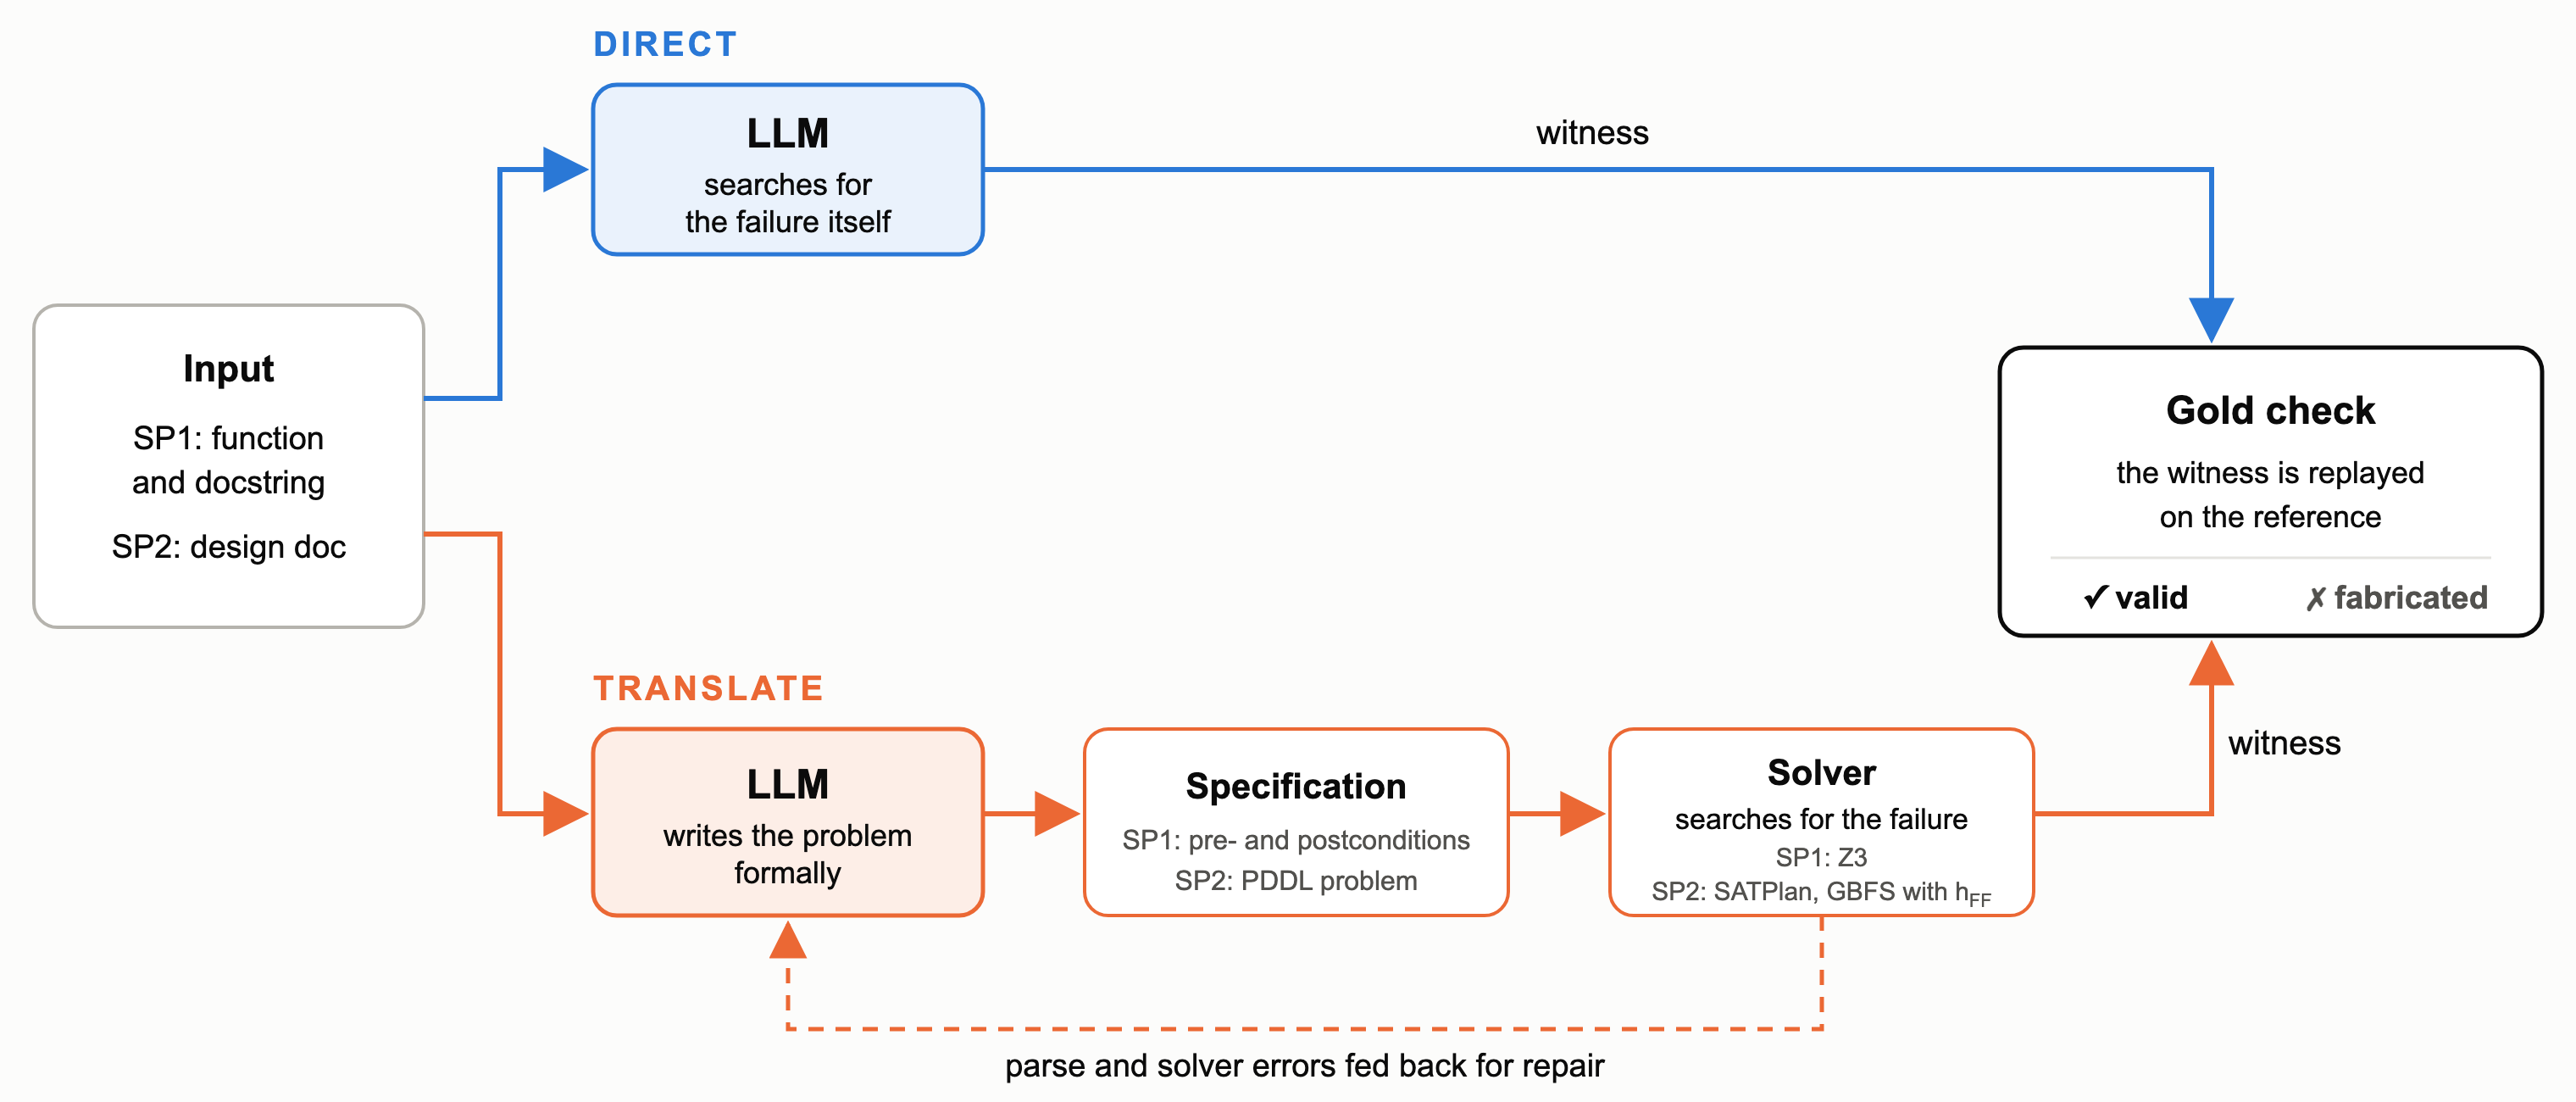 DIRECT
LLM
searches for
the failure itself
witness
Input
SP1: function
and docstring
SP2: design doc
Gold check
the witness is replayed
on the reference
✓ valid
✗ fabricated
TRANSLATE
LLM
writes the problem
formally
Specification
SP1: pre- and postconditions
SP2: PDDL problem
Solver
searches for the failure
SP1: Z3
SP2: SATPlan, GBFS with hFF
witness
parse and solver errors fed back for repair